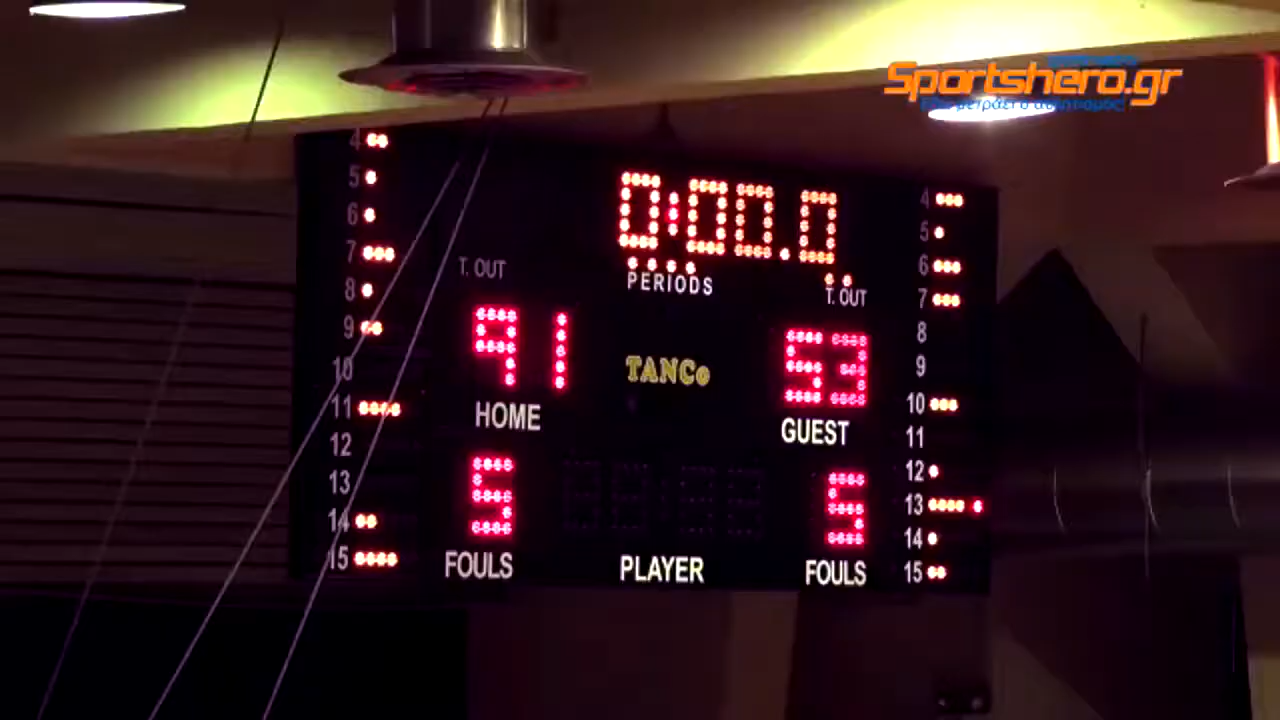 Sportshero.gr
0:00.0
PERIODS
T. OUT
T. OUT
91
53
TANCo
HOME
GUEST
5
5
FOULS
PLAYER
FOULS
4
5
6
7
8
9
10
11
12
13
14
15
4
5
6
7
8
9
10
11
12
13
14
15